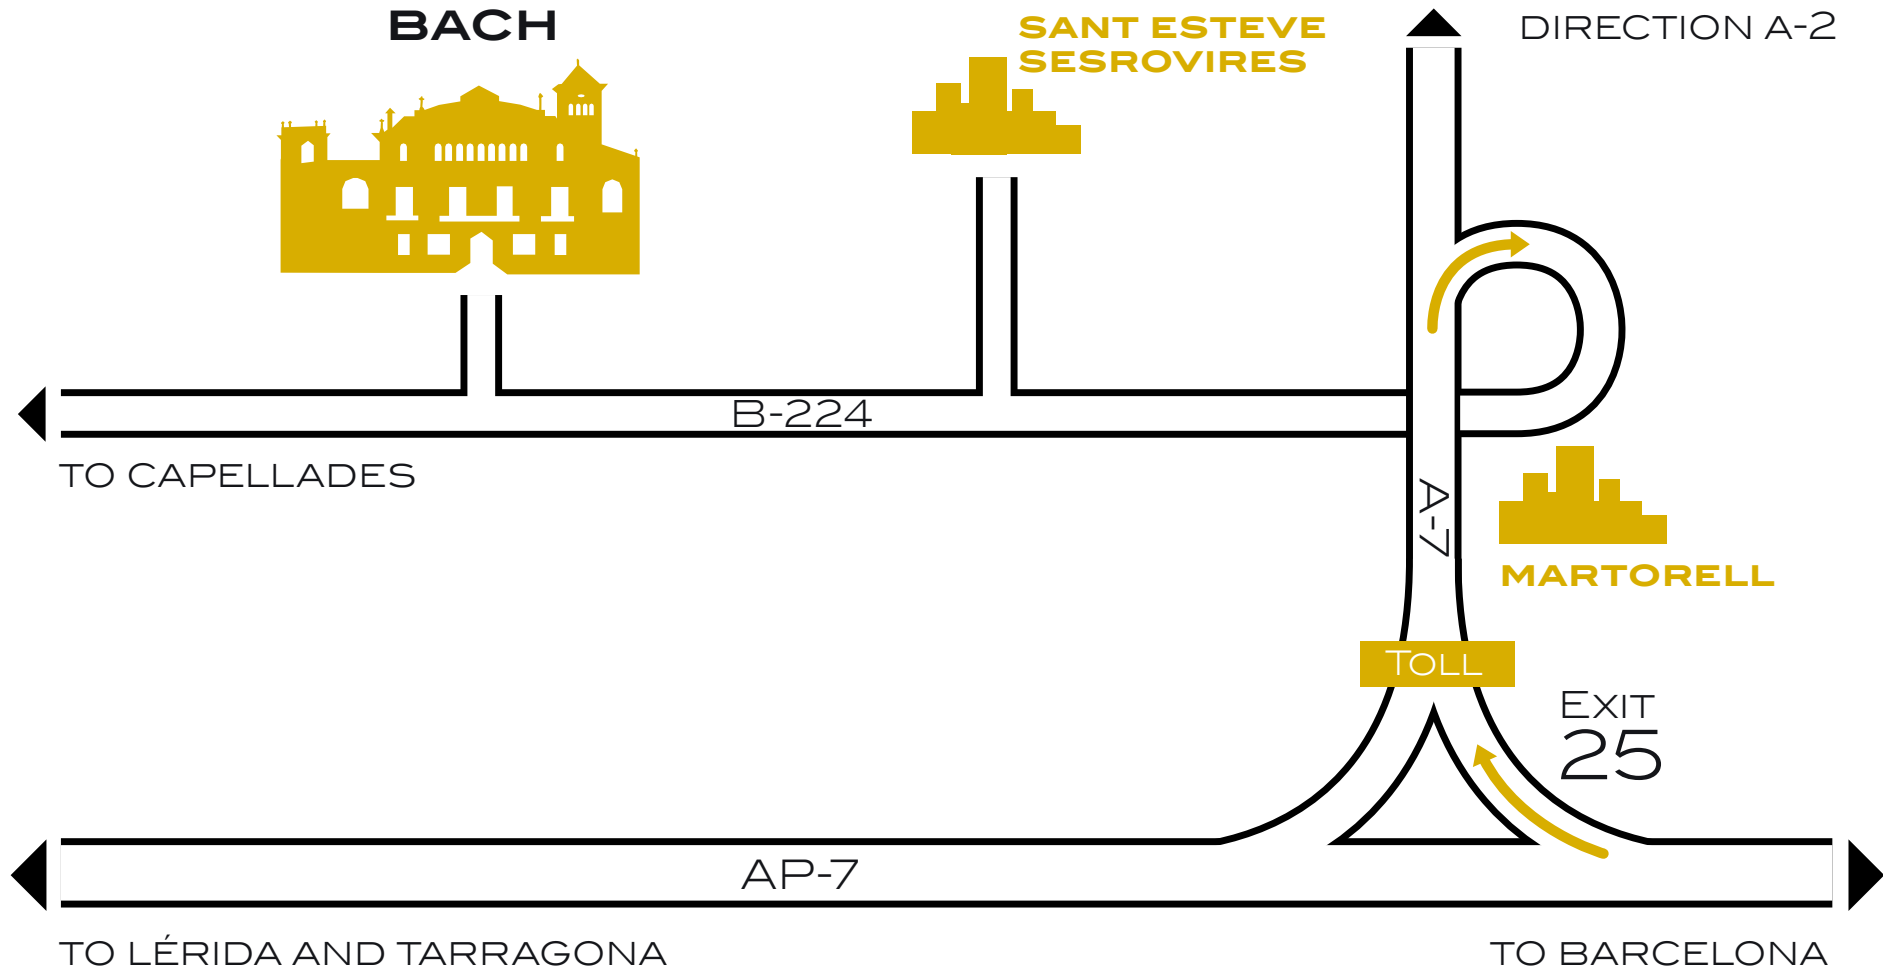 BACH
SANT ESTEVE
SESROVIRES
DIRECTION A-2
B-224
TO CAPELLADES
A-7
MARTORELL
TOLL
EXIT
25
AP-7
TO LÉRIDA AND TARRAGONA
TO BARCELONA